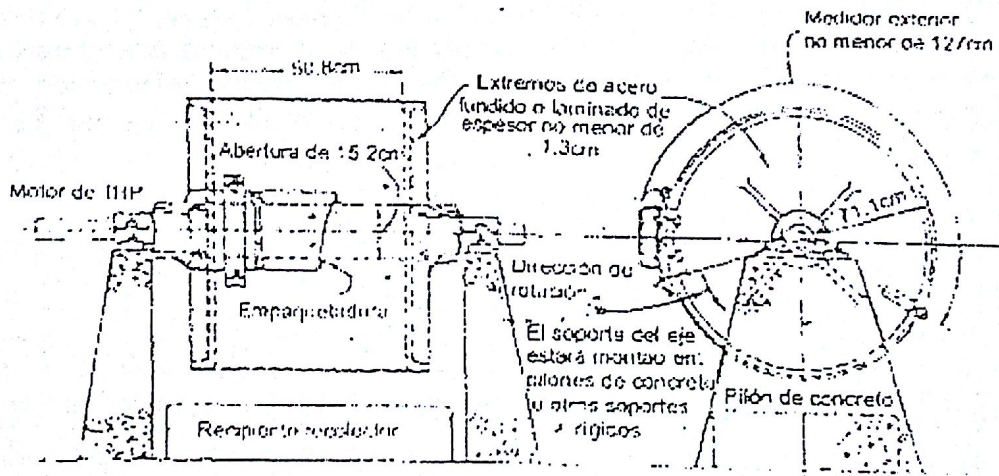 Medidor exterior
no menor de 127cm
50.8cm
Extremos de acero
fundido o laminado de
espesor no menor de
1.3cm
Abertura de 15.2cm
Motor de 1HP
71.1cm
Dirección de
rotación
Empaquetadura
El soporte del eje
estará montao en
pilones de concreto
u otros soportes
rígisos
Pilón de concreto
Recipiente recolector